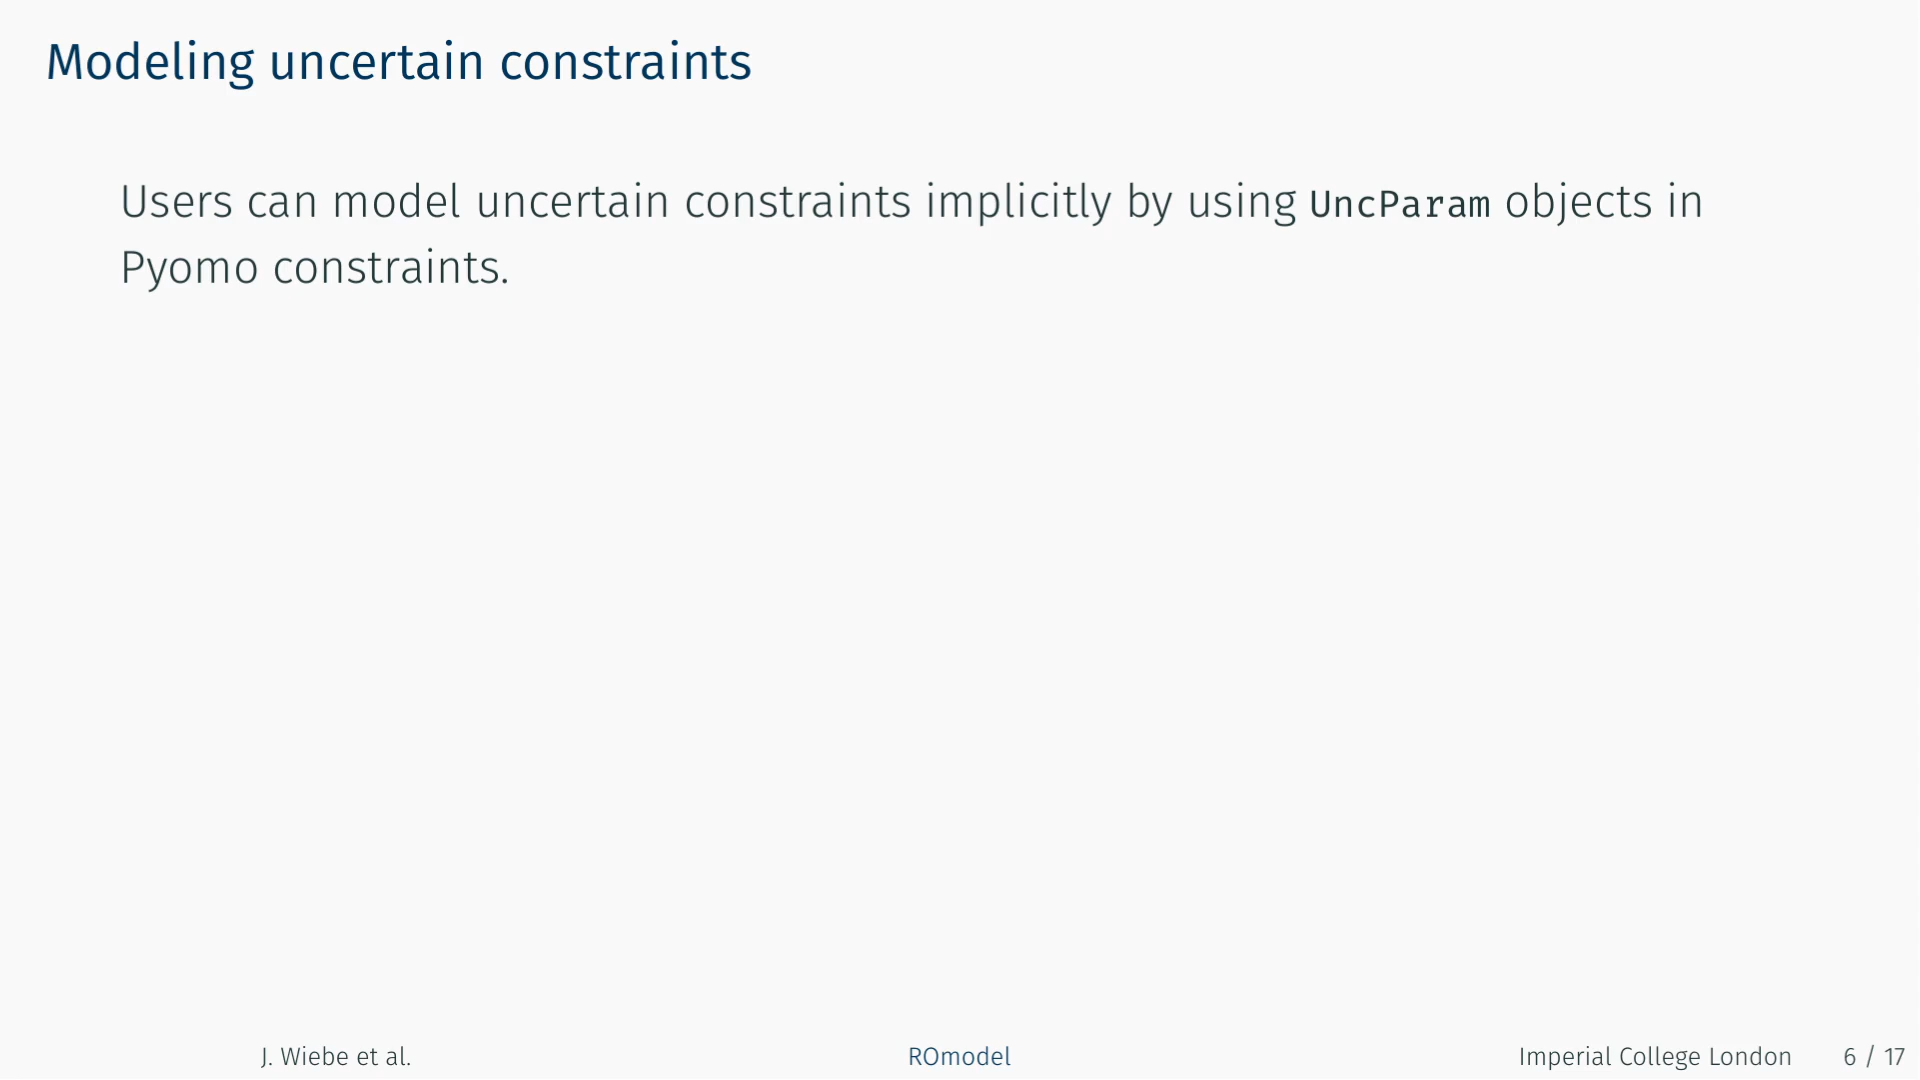 Modeling uncertain constraints
Users can model uncertain constraints implicitly by using UncParam objects in
Pyomo constraints.
J. Wiebe et al. ROmodel Imperial College London 6 / 17